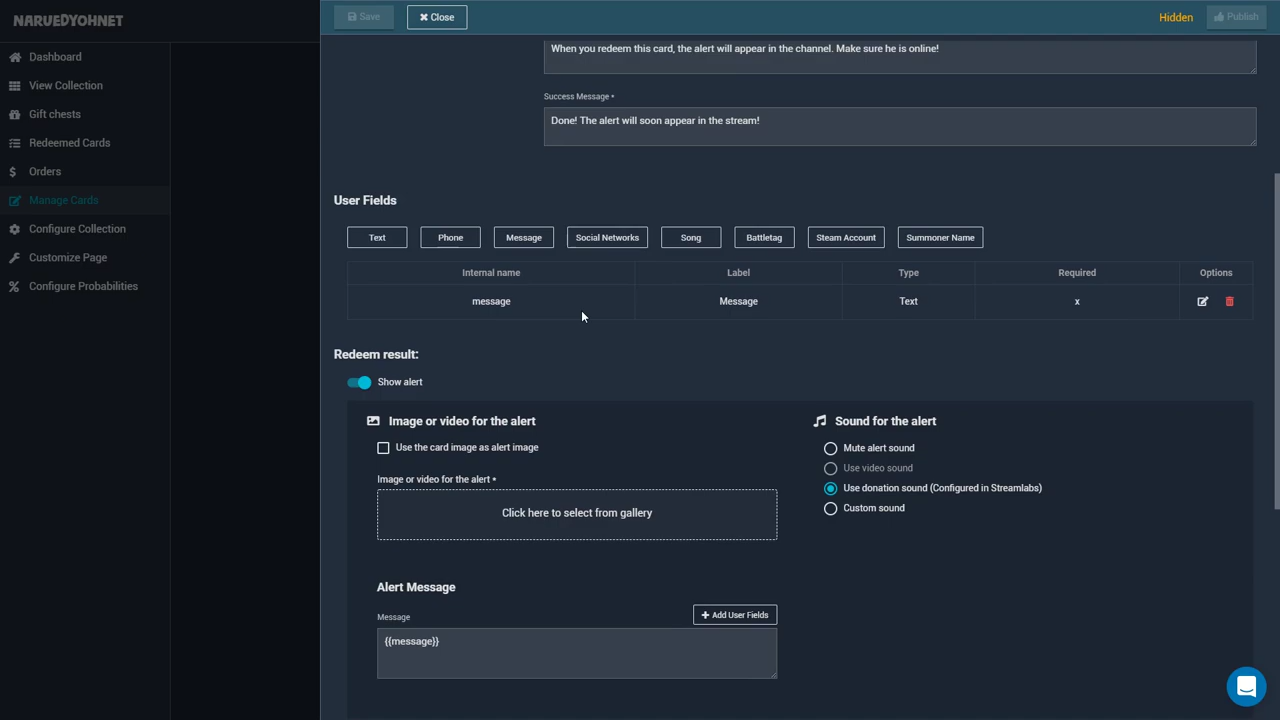 NARUEDYOHNET
Dashboard
View Collection
Gift chests
Redeemed Cards
Orders
Manage Cards
Configure Collection
Customize Page
Configure Probabilities
Save
Close
Hidden
Publish
When you redeem this card, the alert will appear in the channel. Make sure he is online!
Success Message *
Done! The alert will soon appear in the stream!
User Fields
Text Phone Message Social Networks Song Battletag Steam Account Summoner Name
Internal name Label Type Required Options
message Message Text x
Redeem result:
Show alert
Image or video for the alert
Use the card image as alert image
Image or video for the alert *
Click here to select from gallery
Sound for the alert
Mute alert sound
Use video sound
Use donation sound (Configured in Streamlabs)
Custom sound
Alert Message
Message
+ Add User Fields
{{message}}